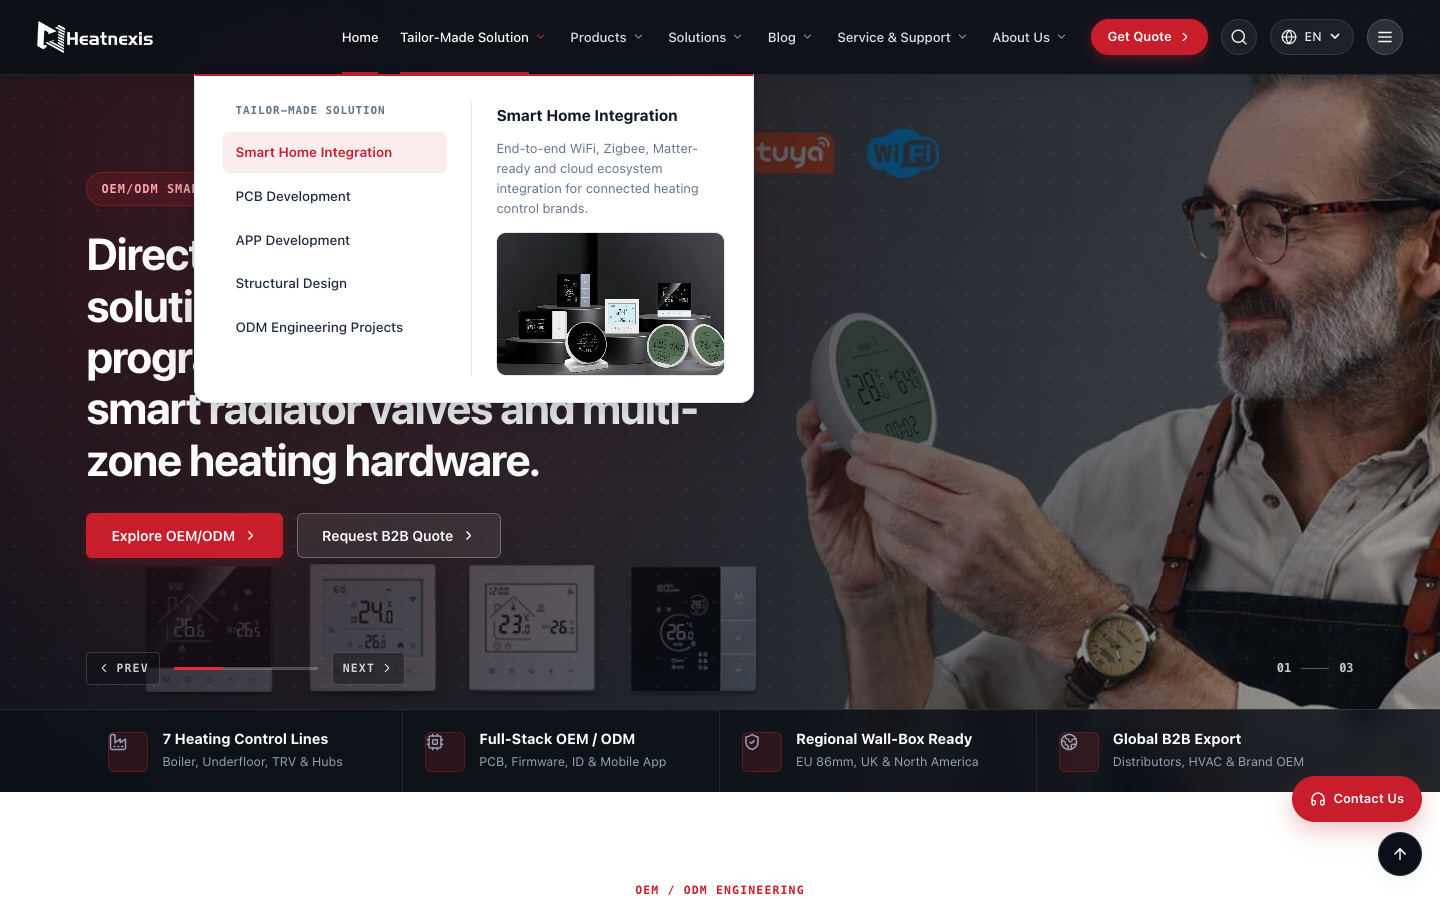 Heatnexis
Home
Tailor-Made Solution
Products
Solutions
Blog
Service & Support
About Us
Get Quote
EN
TAILOR-MADE SOLUTION
Smart Home Integration
PCB Development
APP Development
Structural Design
ODM Engineering Projects
Smart Home Integration
End-to-end WiFi, Zigbee, Matter-
ready and cloud ecosystem
integration for connected heating
control brands.
tuya
WiFi
OEM/ODM
Direct
smart radiator valves and multi-
zone heating hardware.
Explore OEM/ODM
Request B2B Quote
PREV
NEXT
01
03
7 Heating Control Lines
Boiler, Underfloor, TRV & Hubs
Full-Stack OEM / ODM
PCB, Firmware, ID & Mobile App
Regional Wall-Box Ready
EU 86mm, UK & North America
Global B2B Export
Distributors, HVAC & Brand OEM
Contact Us
OEM / ODM ENGINEERING